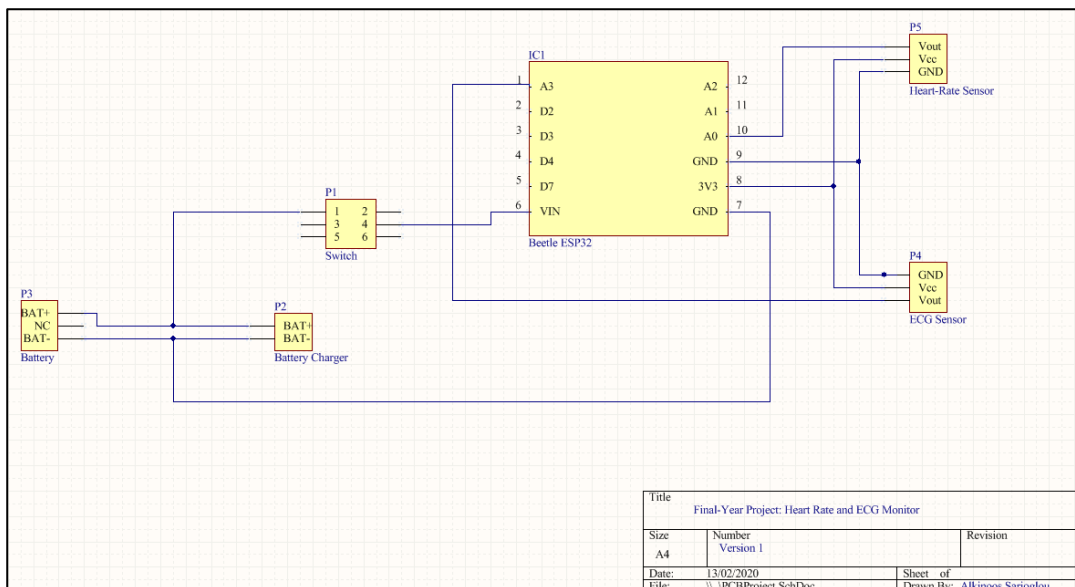 P5
Vout
Vcc
GND
Heart-Rate Sensor
IC1
1 A3 A2 12
2 D2 A1 11
3 D3 A0 10
4 D4 GND 9
5 D7 3V3 8
6 VIN GND 7
Beetle ESP32
P1
1 2
3 4
5 6
Switch
P4
GND
Vcc
Vout
ECG Sensor
P3
BAT+
NC
BAT-
Battery
P2
BAT+
BAT-
Battery Charger
Title
Final-Year Project: Heart Rate and ECG Monitor
Size Number Revision
A4 Version 1
Date: 13/02/2020 Sheet of
File: \\..\PCBProject.SchDoc Drawn By: Alkinoos Sarioglou